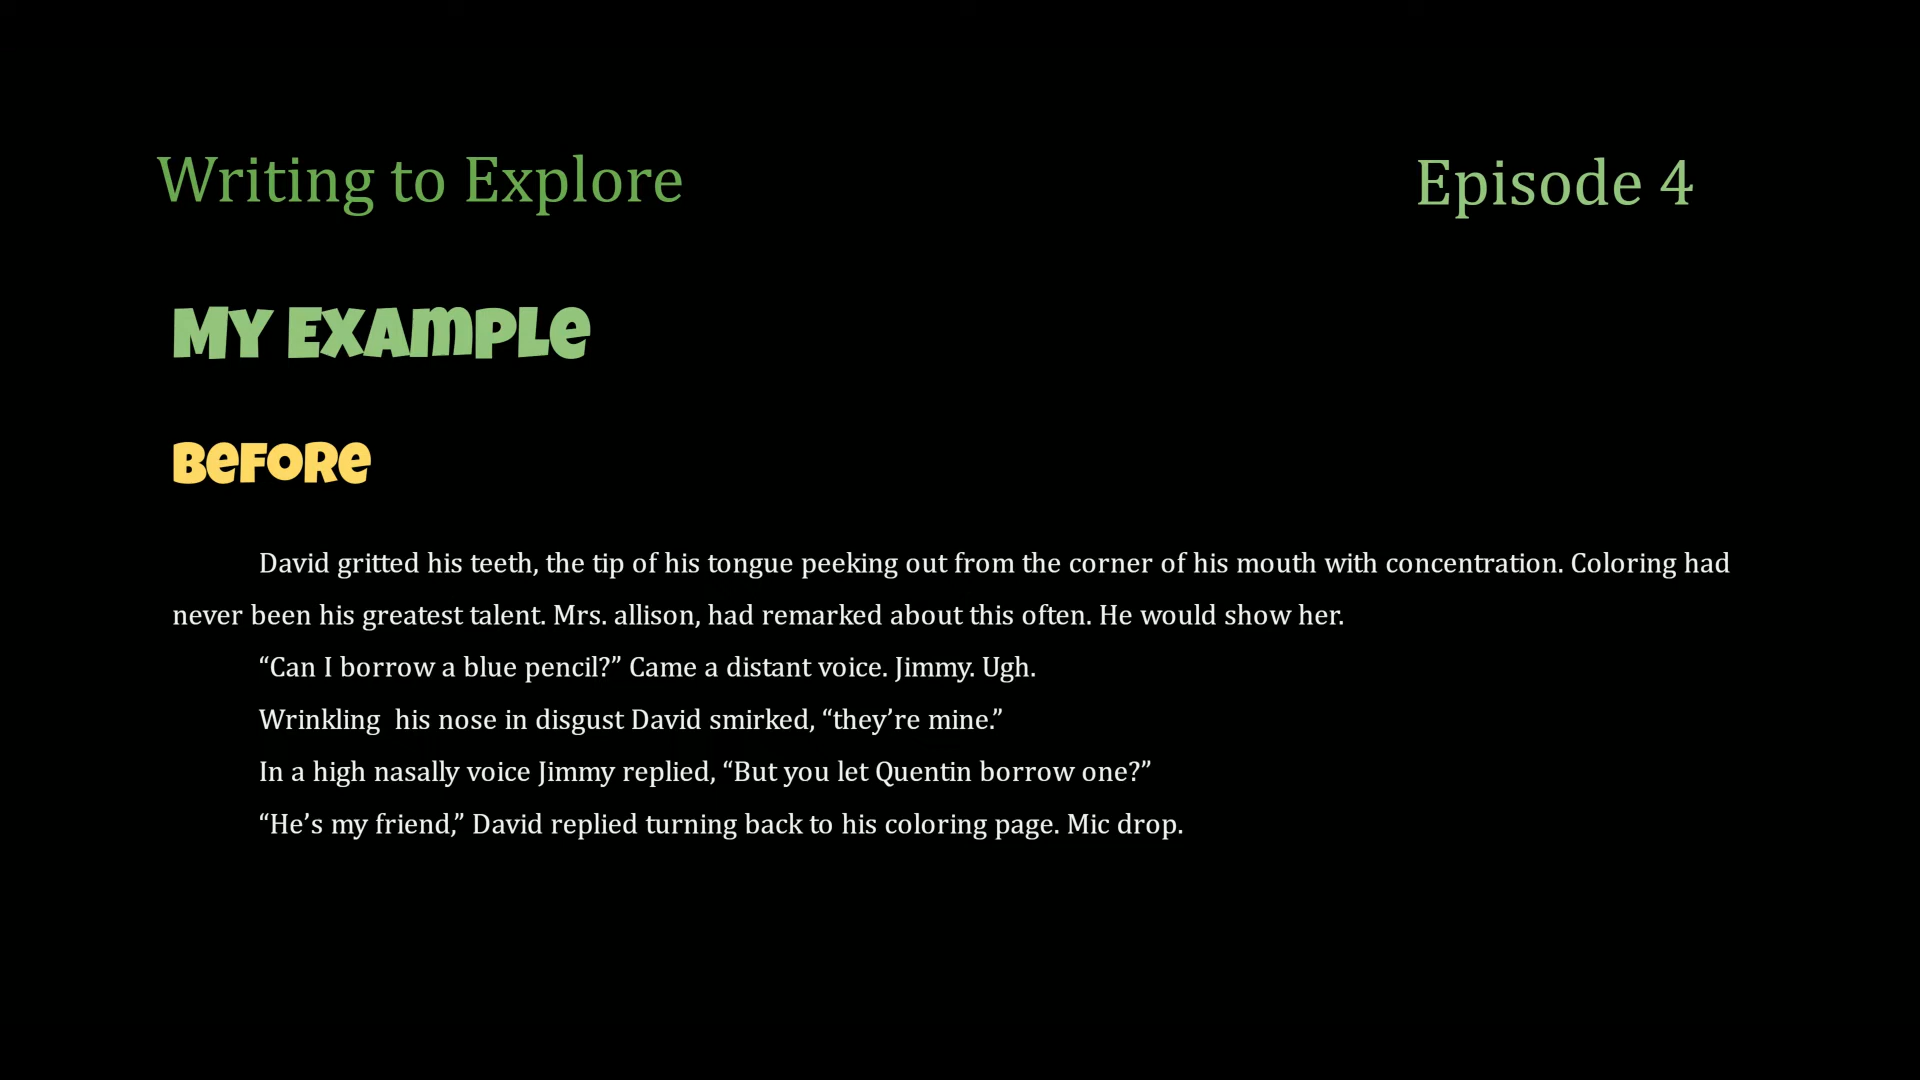 Writing to Explore
Episode 4
My Example
Before
David gritted his teeth, the tip of his tongue peeking out from the corner of his mouth with concentration. Coloring had
never been his greatest talent. Mrs. allison, had remarked about this often. He would show her.
“Can I borrow a blue pencil?” Came a distant voice. Jimmy. Ugh.
Wrinkling  his nose in disgust David smirked, “they’re mine.”
In a high nasally voice Jimmy replied, “But you let Quentin borrow one?”
“He’s my friend,” David replied turning back to his coloring page. Mic drop.